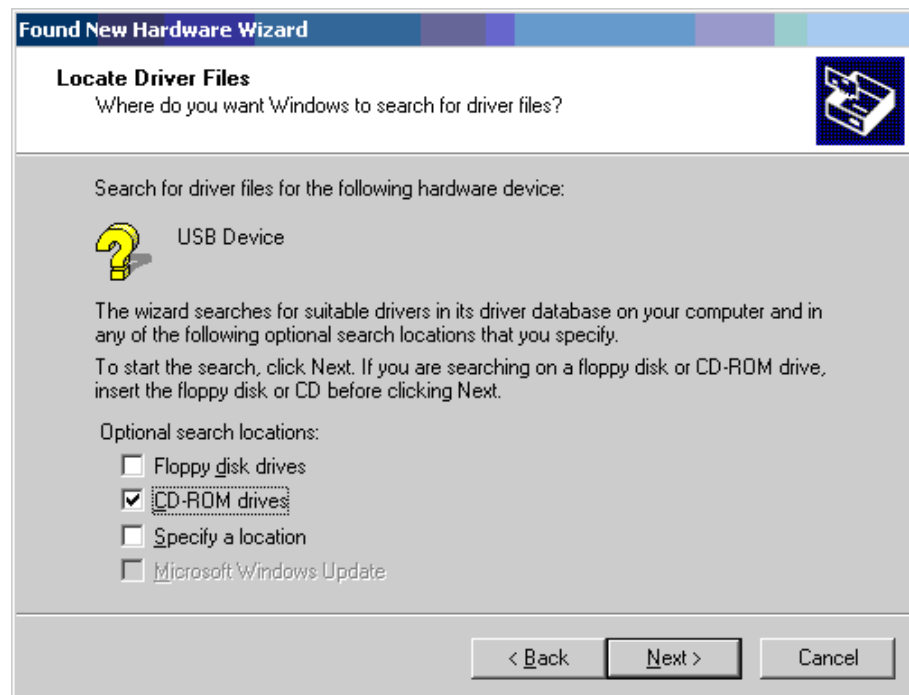 Found New Hardware Wizard
Locate Driver Files
Where do you want Windows to search for driver files?
Search for driver files for the following hardware device:
USB Device
The wizard searches for suitable drivers in its driver database on your computer and in
any of the following optional search locations that you specify.
To start the search, click Next. If you are searching on a floppy disk or CD-ROM drive,
insert the floppy disk or CD before clicking Next.
Optional search locations:
Floppy disk drives
CD-ROM drives
Specify a location
Microsoft Windows Update
< Back Next > Cancel